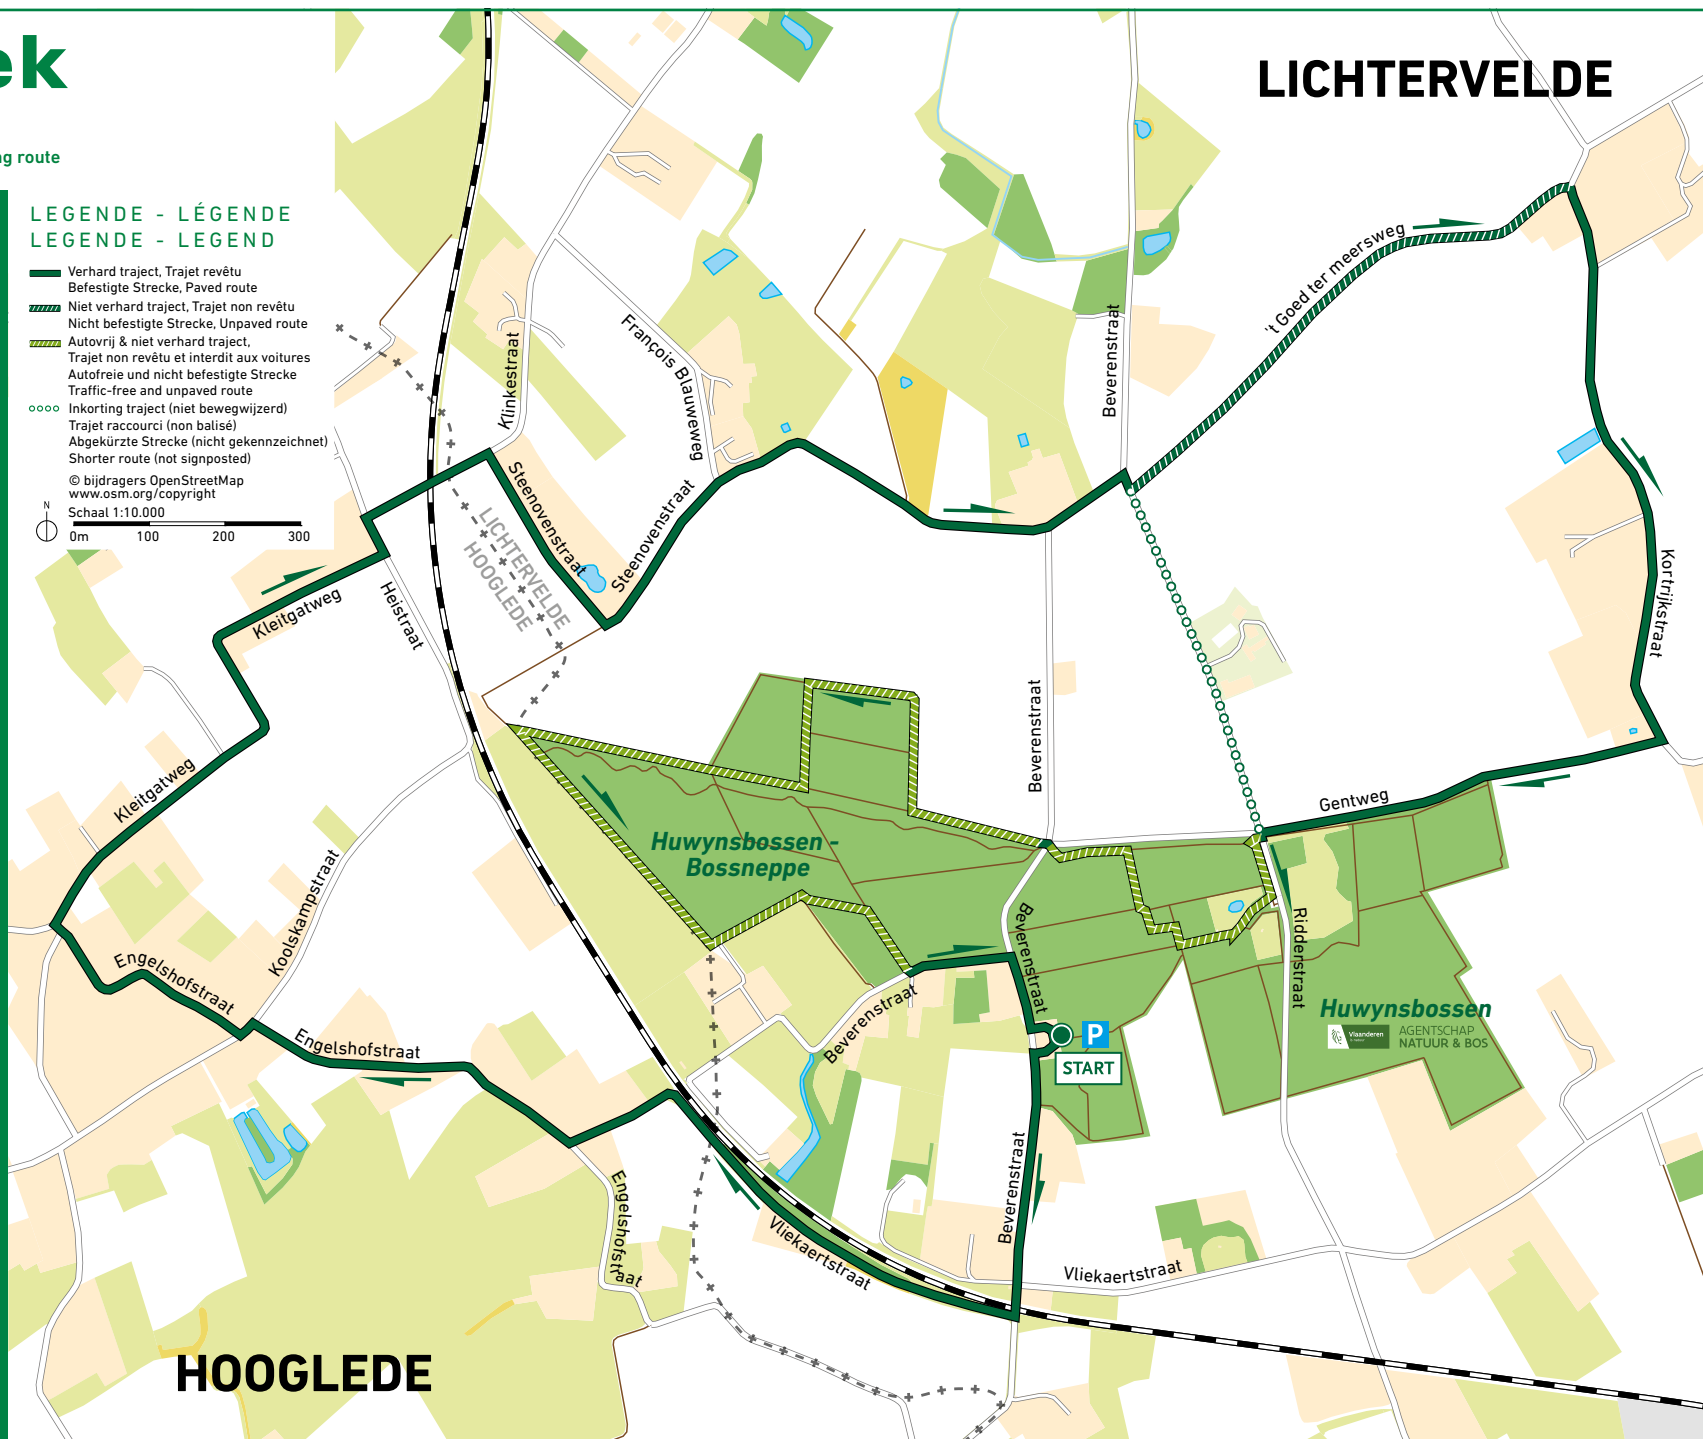 ek
ng route
LEGENDE - LÉGENDE
LEGENDE - LEGEND
Verhard traject, Trajet revêtu
Befestigte Strecke, Paved route
Niet verhard traject, Trajet non revêtu
Nicht befestigte Strecke, Unpaved route
Autovrij & niet verhard traject,
Trajet non revêtu et interdit aux voitures
Autofreie und nicht befestigte Strecke
Traffic-free and unpaved route
Inkorting traject (niet bewegwijzerd)
Trajet raccourci (non balisé)
Abgekürzte Strecke (nicht gekennzeichnet)
Shorter route (not signposted)
© bijdragers OpenStreetMap
www.osm.org/copyright
Schaal 1:10.000
N
0m 100 200 300
LICHTERVELDE
't Goed ter meersweg
Beverenstraat
Klinkestraat
François Blauweweg
Steenovenstraat
Steenovenstraat
LICHTERVELDE
HOOGLEDE
Kleitgatweg
Heistraat
Kortrijkstraat
Beverenstraat
Kleitgatweg
Gentweg
Huwynsbossen -
Bossneppe
Koolskampstraat
Beverenstraat
Ridderstraat
Engelshofstraat
Beverenstraat
Huwynsbossen
Vlaanderen
AGENTSCHAP
NATUUR & BOS
Engelshofstraat
P
START
Beverenstraat
Engelshofstraat
Vliekaertstraat
Vliekaertstraat
HOOGLEDE